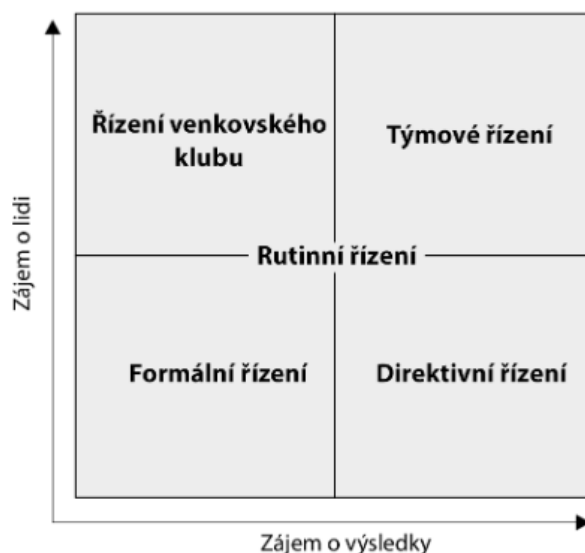 Řízení venkovského
klubu
Týmové řízení
Zájem o lidi
Rutinní řízení
Formální řízení
Direktivní řízení
Zájem o výsledky